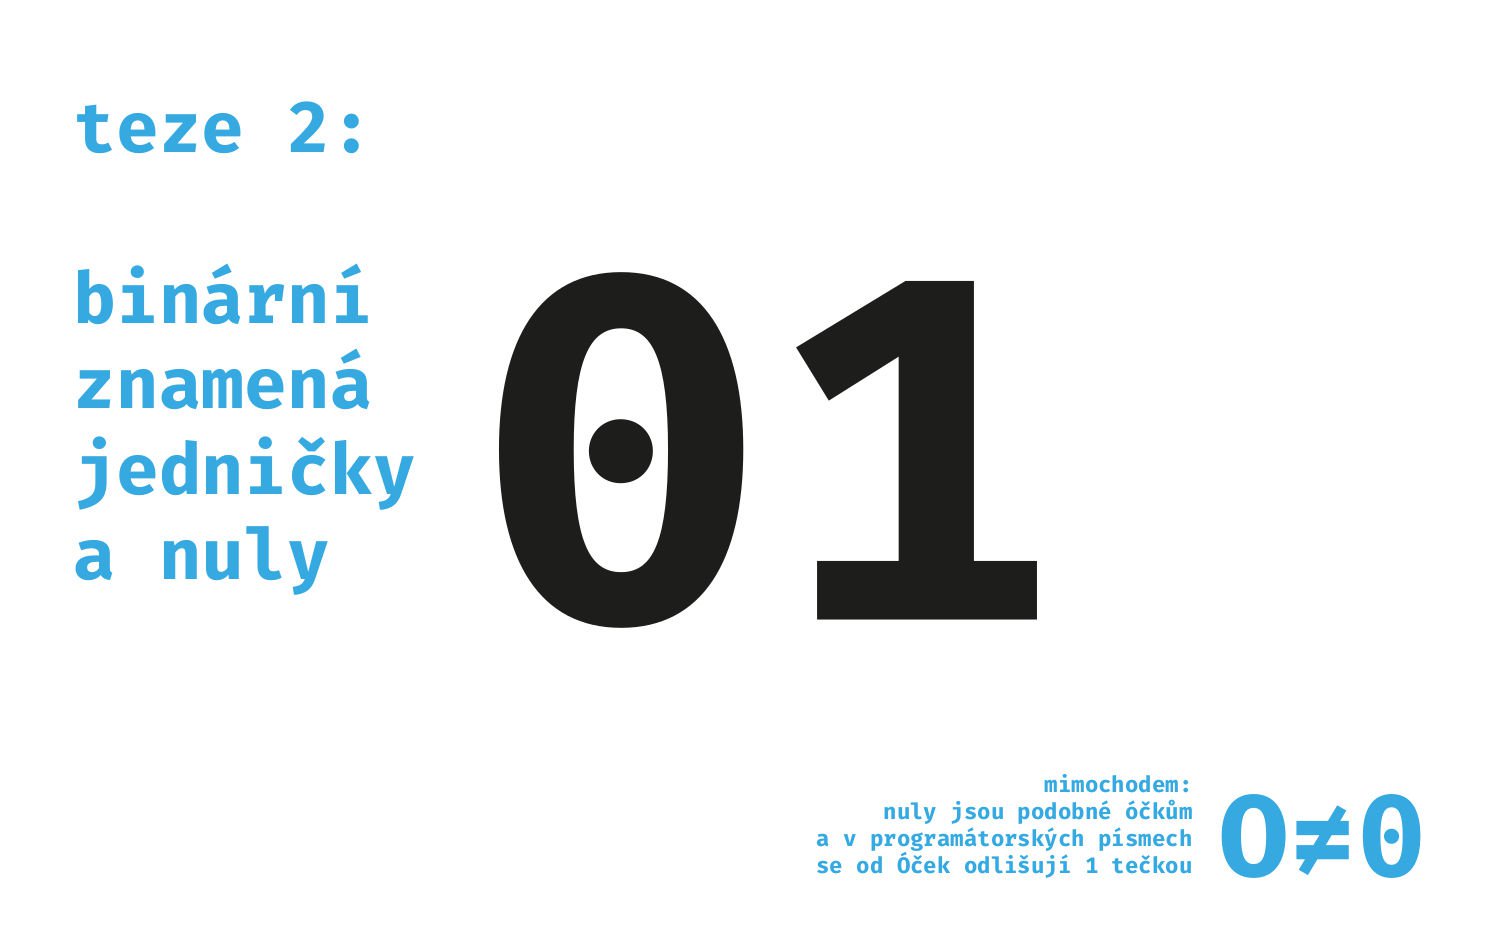 teze 2:
binární
znamená
jedničky
a nuly
01
mimochodem:
nuly jsou podobné óčkům
a v programátorských písmech
se od Óček odlišují 1 tečkou
O≠0